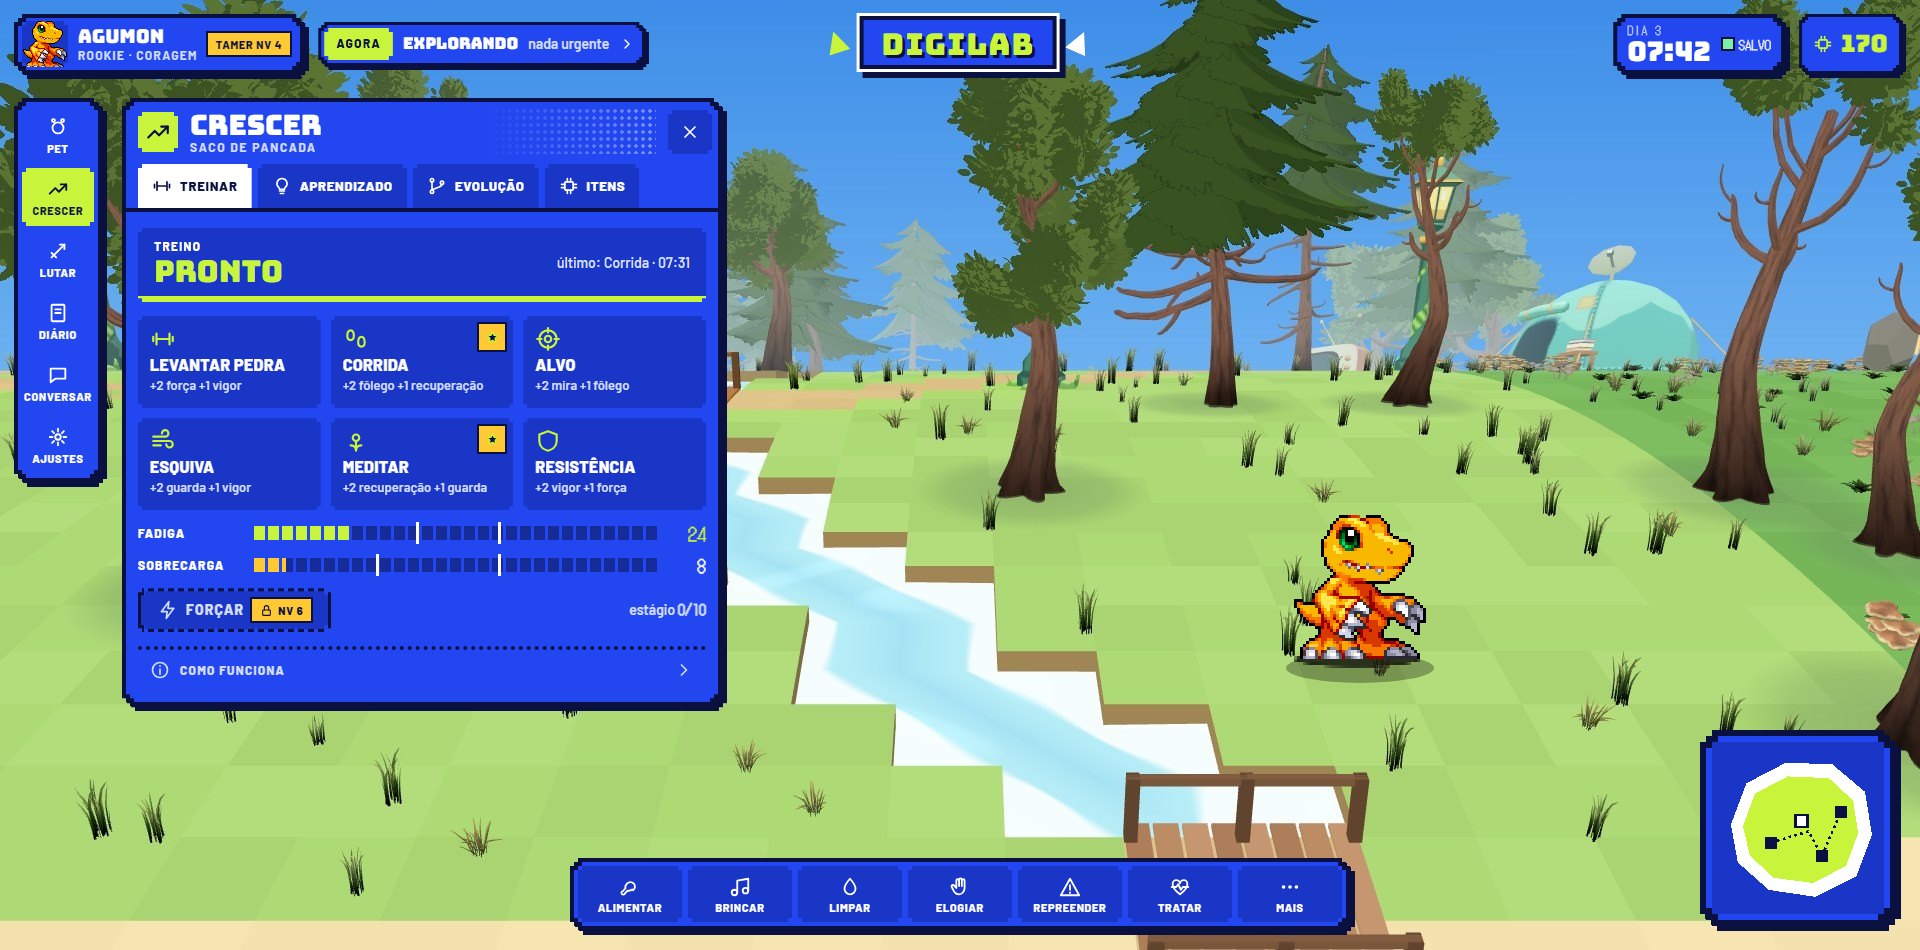 AGUMON
ROOKIE · CORAGEM
TAMER NV 4
AGORA
EXPLORANDO
nada urgente
DIGILAB
DIA 3
07:42
SALVO
170
PET
CRESCER
LUTAR
DIÁRIO
CONVERSAR
AJUSTES
CRESCER
SACO DE PANCADA
TREINAR
APRENDIZADO
EVOLUÇÃO
ITENS
TREINO
PRONTO
último: Corrida · 07:31
LEVANTAR PEDRA
+2 força +1 vigor
CORRIDA
+2 fôlego +1 recuperação
ALVO
+2 mira +1 fôlego
ESQUIVA
+2 guarda +1 vigor
MEDITAR
+2 recuperação +1 guarda
RESISTÊNCIA
+2 vigor +1 força
FADIGA
24
SOBRECARGA
8
FORÇAR
NV 6
estágio 0/10
COMO FUNCIONA
ALIMENTAR
BRINCAR
LIMPAR
ELOGIAR
REPREENDER
TRATAR
MAIS